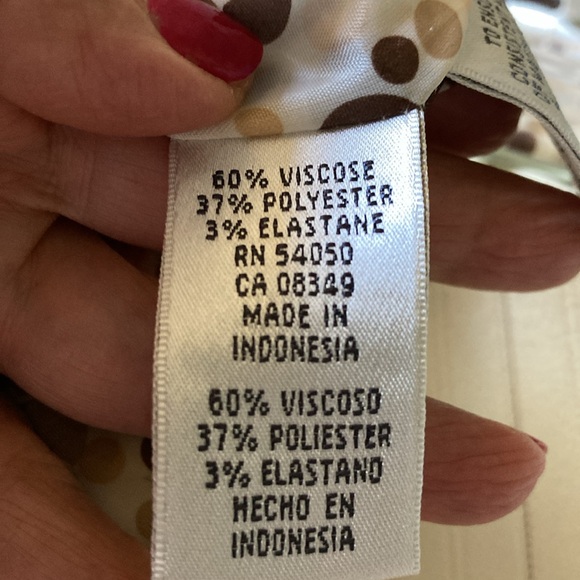 60% VISCOSE
37% POLYESTER
3% ELASTANE
RN 54050
CA 08349
MADE IN
INDONESIA
60% VISCOSO
37% POLIESTER
3% ELASTANO
HECHO EN
INDONESIA